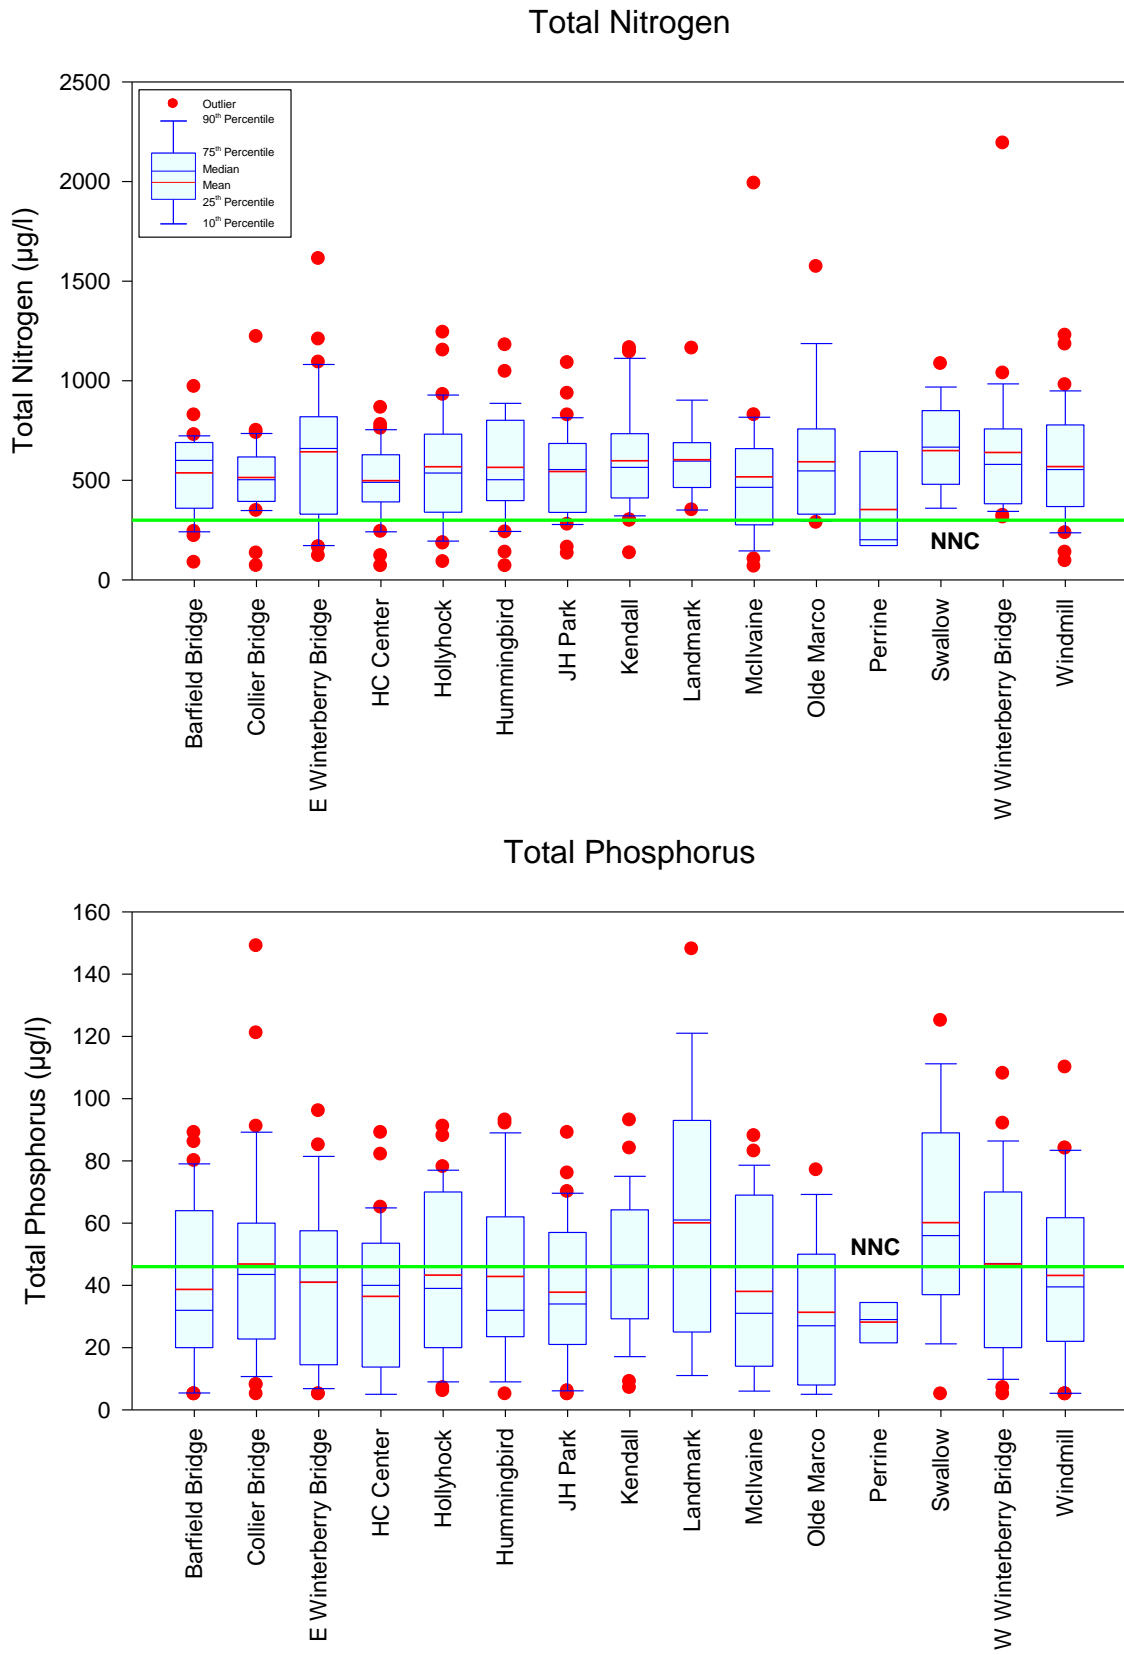 Total Nitrogen
Total Nitrogen (µg/l)
2500
2000
1500
1000
500
0
Outlier
90th Percentile
75th Percentile
Median
Mean
25th Percentile
10th Percentile
NNC
Barfield Bridge
Collier Bridge
E Winterberry Bridge
HC Center
Hollyhock
Hummingbird
JH Park
Kendall
Landmark
McIlvaine
Olde Marco
Perrine
Swallow
W Winterberry Bridge
Windmill
Total Phosphorus
Total Phosphorus (µg/l)
160
140
120
100
80
60
40
20
0
NNC
Barfield Bridge
Collier Bridge
E Winterberry Bridge
HC Center
Hollyhock
Hummingbird
JH Park
Kendall
Landmark
McIlvaine
Olde Marco
Perrine
Swallow
W Winterberry Bridge
Windmill